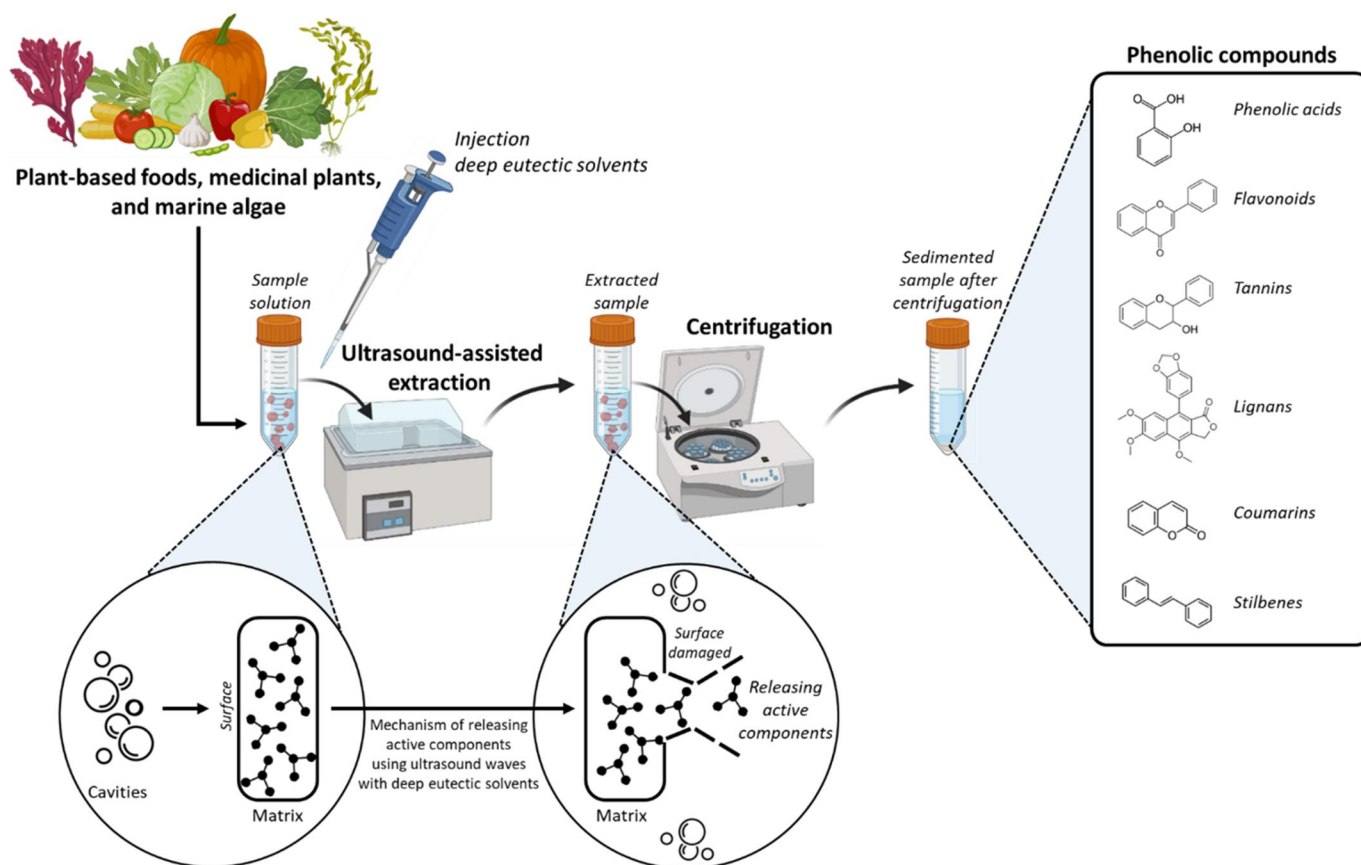 Plant-based foods, medicinal plants,
and marine algae
Injection
deep eutectic solvents
Sample
solution
Ultrasound-assisted
extraction
Extracted
sample
Centrifugation
Sedimented
sample after
centrifugation
Phenolic compounds
O
OH
OH
Phenolic acids
O
O
Flavonoids
O
OH
Tannins
O
O
O
O
O
O
O
Lignans
O
O
Coumarins
Stilbenes
Cavities
Surface
Matrix
Mechanism of releasing
active components
using ultrasound waves
with deep eutectic solvents
Surface
damaged
Releasing
active
components
Matrix